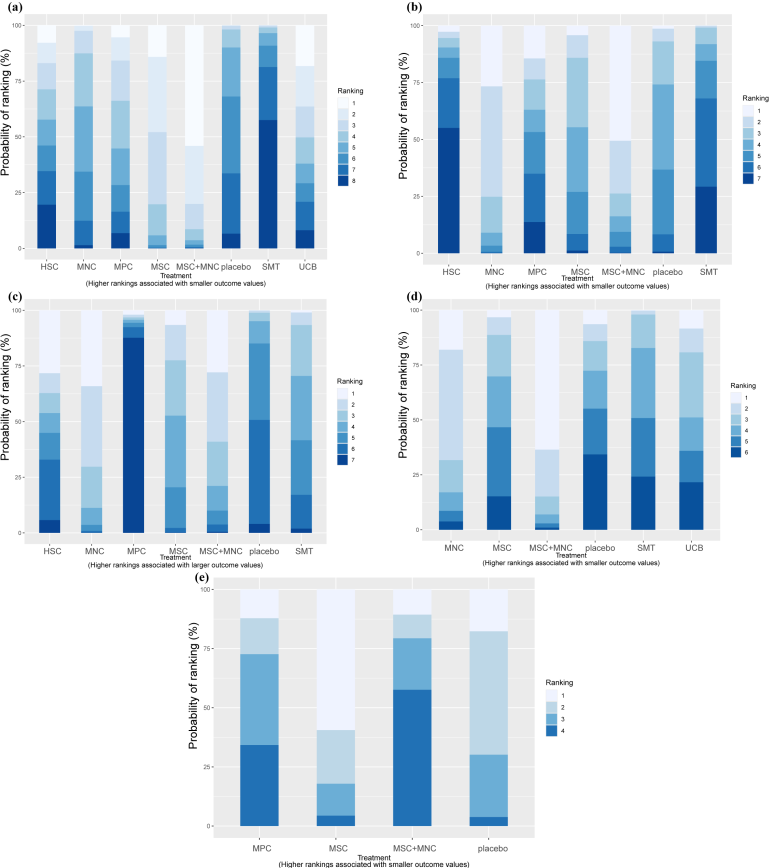 (a)
Probability of ranking (%)
100
75
50
25
0
HSC MNC MPC MSC MSC+MNC placebo SMT UCB
Treatment
(Higher rankings associated with smaller outcome values)
Ranking
1
2
3
4
5
6
7
8
(b)
Probability of ranking (%)
100
75
50
25
0
HSC MNC MPC MSC MSC+MNC placebo SMT
Treatment
(Higher rankings associated with smaller outcome values)
Ranking
1
2
3
4
5
6
7
(c)
Probability of ranking (%)
100
75
50
25
0
HSC MNC MPC MSC MSC+MNC placebo SMT
Treatment
(Higher rankings associated with larger outcome values)
Ranking
1
2
3
4
5
6
7
(d)
Probability of ranking (%)
100
75
50
25
0
MNC MSC MSC+MNC placebo SMT UCB
Treatment
(Higher rankings associated with smaller outcome values)
Ranking
1
2
3
4
5
6
(e)
Probability of ranking (%)
100
75
50
25
0
MPC MSC MSC+MNC placebo
Treatment
(Higher rankings associated with smaller outcome values)
Ranking
1
2
3
4